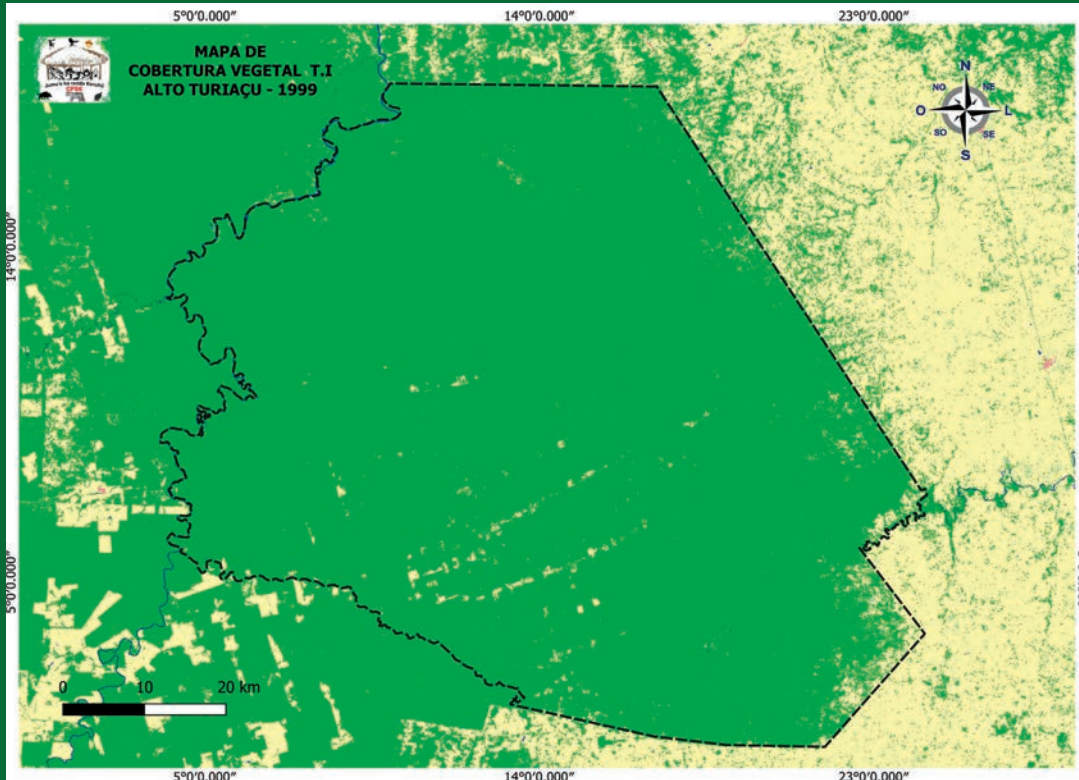 5°0'0.000"
14°0'0.000"
23°0'0.000"
MAPA DE
COBERTURA VEGETAL T.I
ALTO TURIAÇU - 1999
N
NO
NE
O
L
SO
SE
S
14°0'0.000"
5°0'0.000"
0 10 20 km
5°0'0.000"
14°0'0.000"
23°0'0.000"